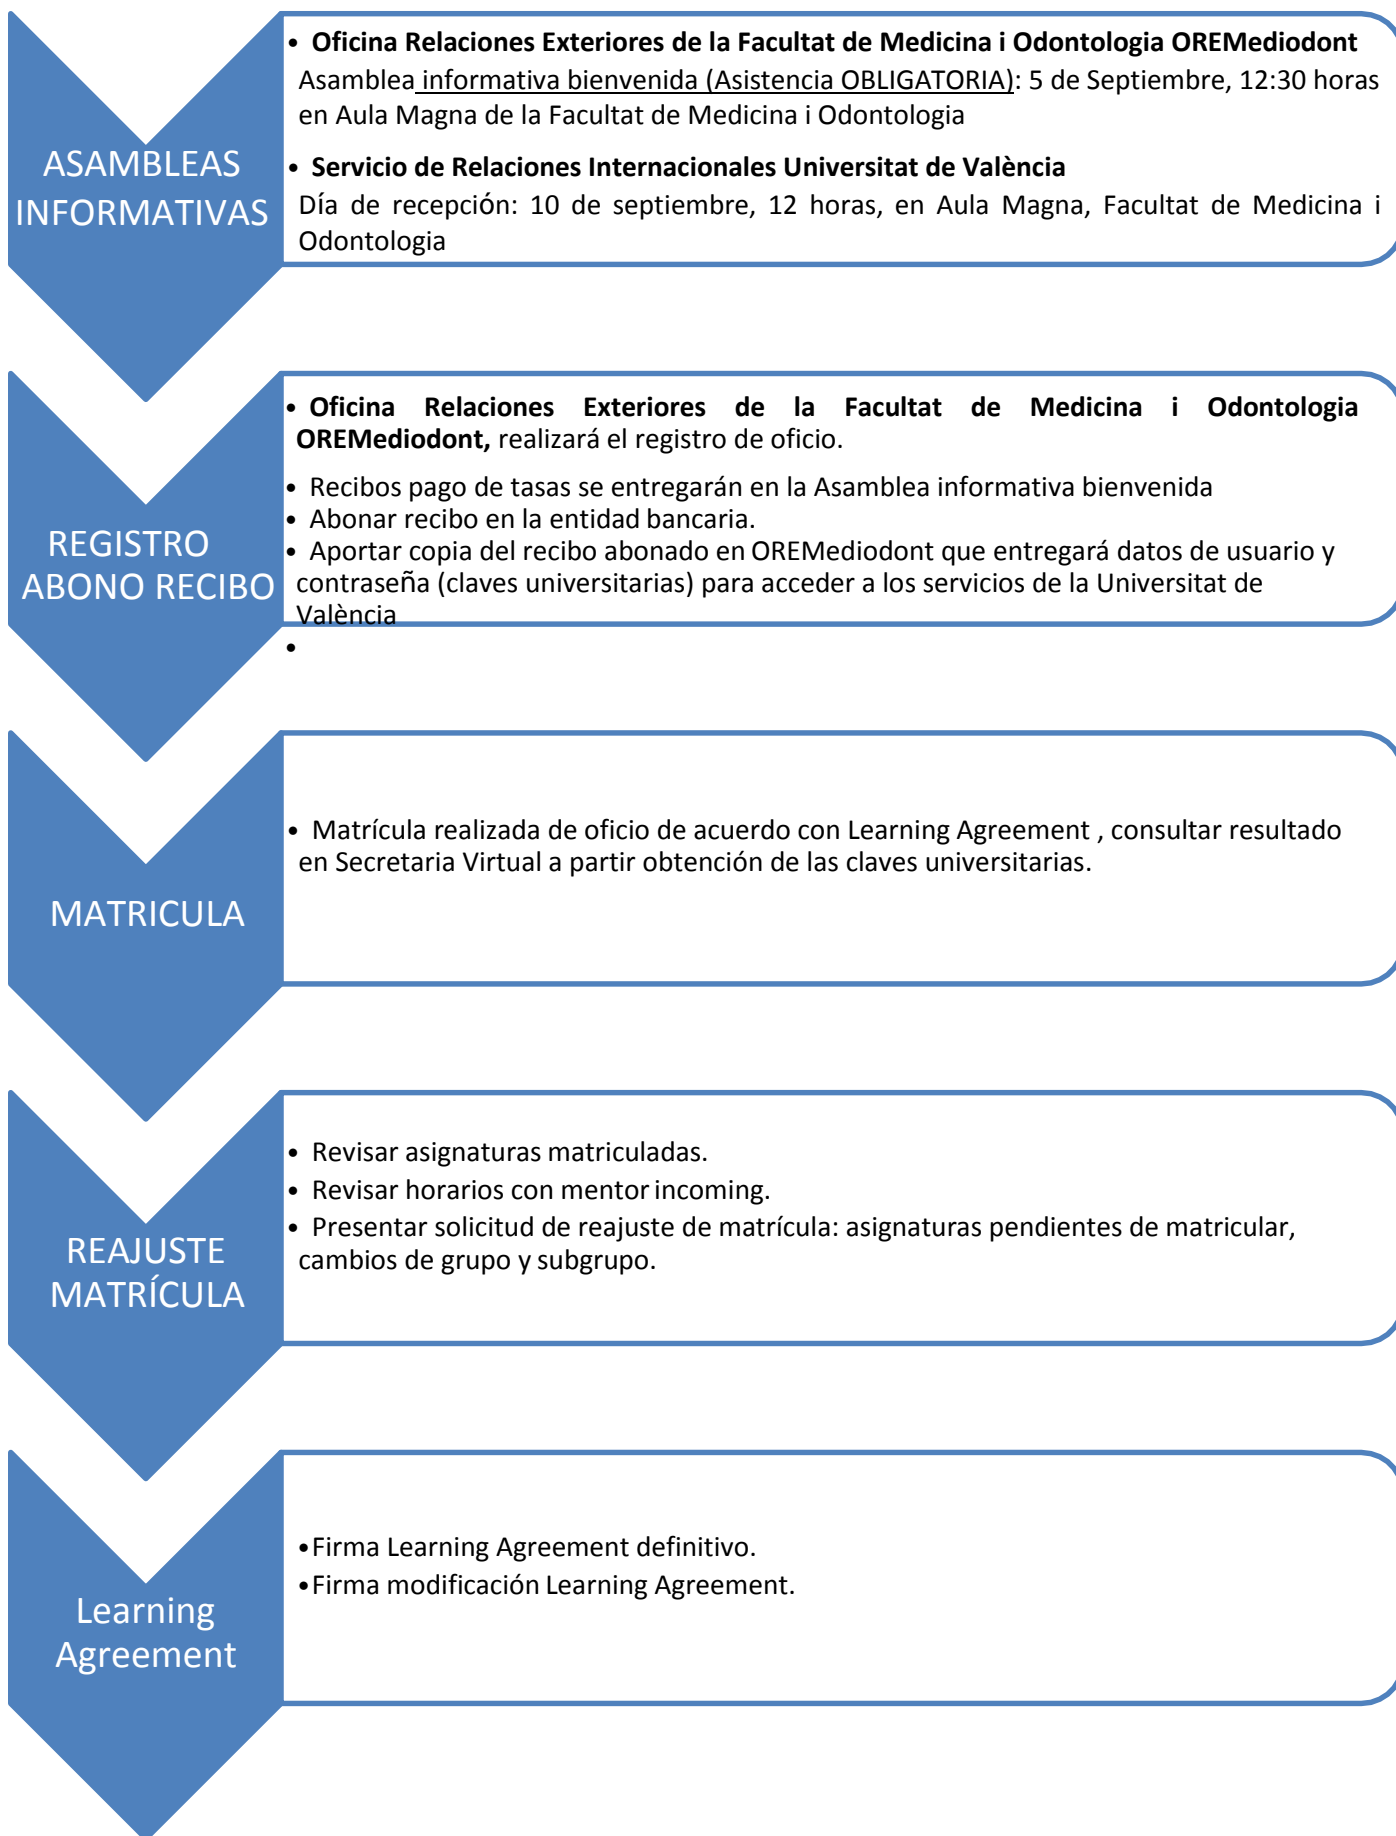 ASAMBLEAS
INFORMATIVAS
• Oficina Relaciones Exteriores de la Facultat de Medicina i Odontologia OREMediodont
Asamblea informativa bienvenida (Asistencia OBLIGATORIA): 5 de Septiembre, 12:30 horas
en Aula Magna de la Facultat de Medicina i Odontologia
• Servicio de Relaciones Internacionales Universitat de València
Día de recepción: 10 de septiembre, 12 horas, en Aula Magna, Facultat de Medicina i
Odontologia
REGISTRO
ABONO RECIBO
• Oficina Relaciones Exteriores de la Facultat de Medicina i Odontologia
OREMediodont, realizará el registro de oficio.
• Recibos pago de tasas se entregarán en la Asamblea informativa bienvenida
• Abonar recibo en la entidad bancaria.
• Aportar copia del recibo abonado en OREMediodont que entregará datos de usuario y
contraseña (claves universitarias) para acceder a los servicios de la Universitat de
València
•
MATRICULA
• Matrícula realizada de oficio de acuerdo con Learning Agreement , consultar resultado
en Secretaria Virtual a partir obtención de las claves universitarias.
REAJUSTE
MATRÍCULA
• Revisar asignaturas matriculadas.
• Revisar horarios con mentor incoming.
• Presentar solicitud de reajuste de matrícula: asignaturas pendientes de matricular,
cambios de grupo y subgrupo.
Learning
Agreement
• Firma Learning Agreement definitivo.
• Firma modificación Learning Agreement.